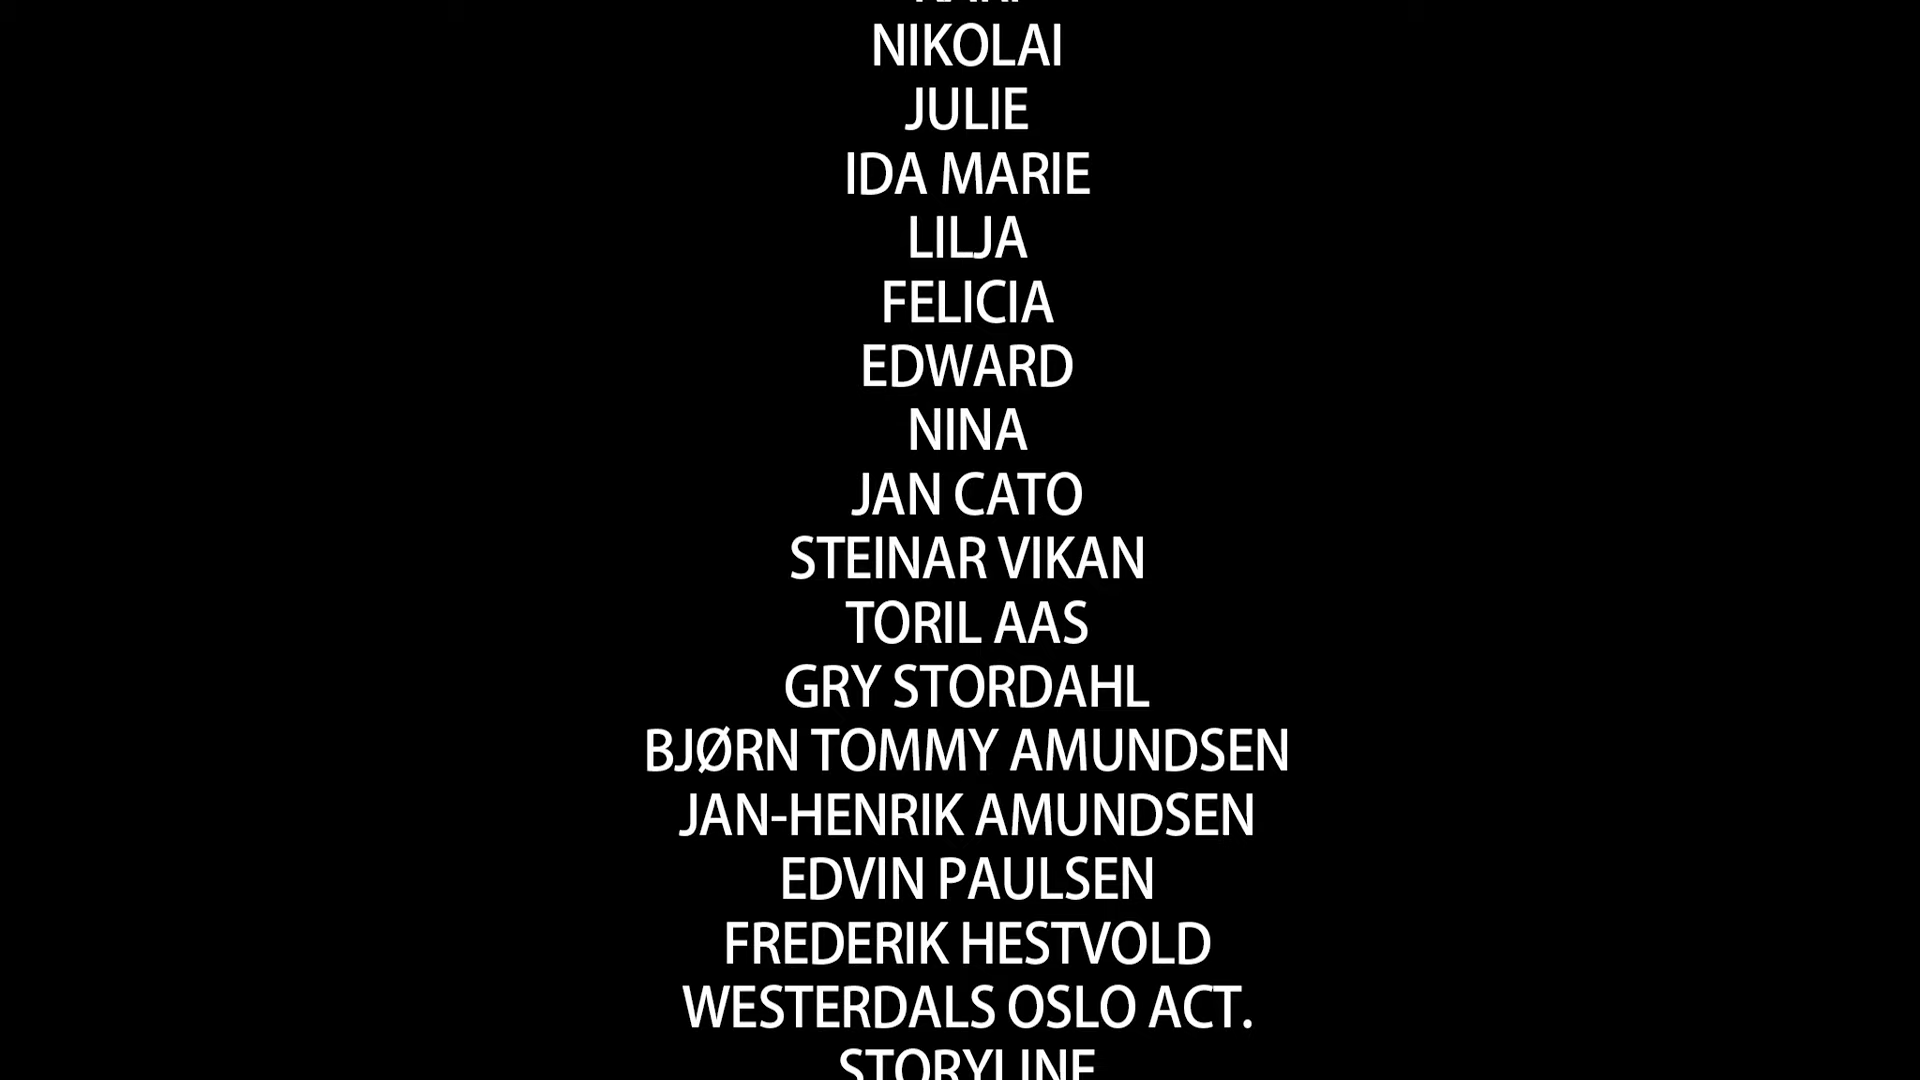 NIKOLAI
JULIE
IDA MARIE
LILJA
FELICIA
EDWARD
NINA
JAN CATO
STEINAR VIKAN
TORIL AAS
GRY STORDAHL
BJØRN TOMMY AMUNDSEN
JAN-HENRIK AMUNDSEN
EDVIN PAULSEN
FREDERIK HESTVOLD
WESTERDALS OSLO ACT.
STORYLINE